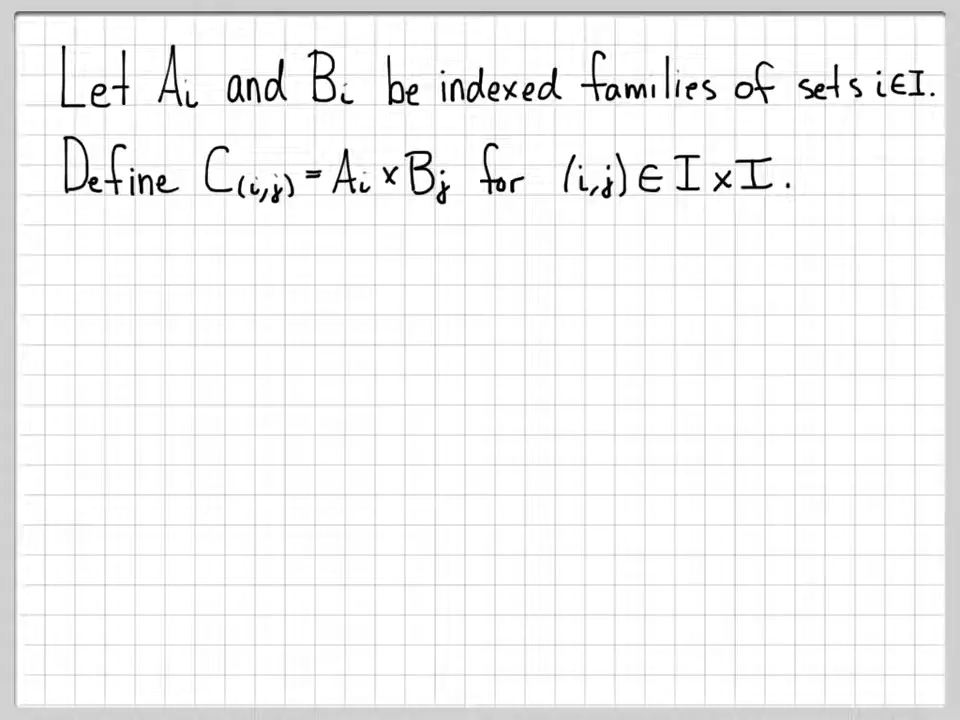 Let Aᵢ and Bᵢ be indexed families of sets i∈I.
Define C₍ᵢ,ⱼ₎ = Aᵢ × Bⱼ for (i,j) ∈ I × I.